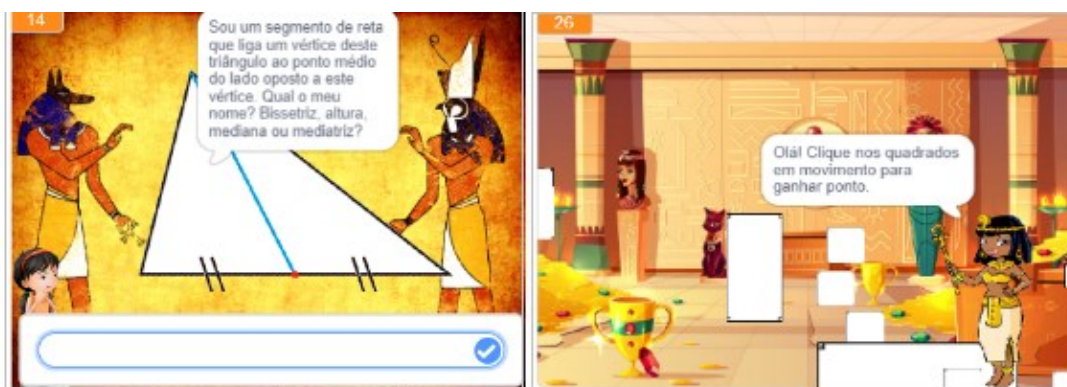 14
Sou um segmento de reta
que liga um vértice deste
triângulo ao ponto médio
do lado oposto a este
vértice. Qual o meu
nome? Bissetriz, altura,
mediana ou mediatriz?
26
Olá! Clique nos quadrados
em movimento para
ganhar ponto.